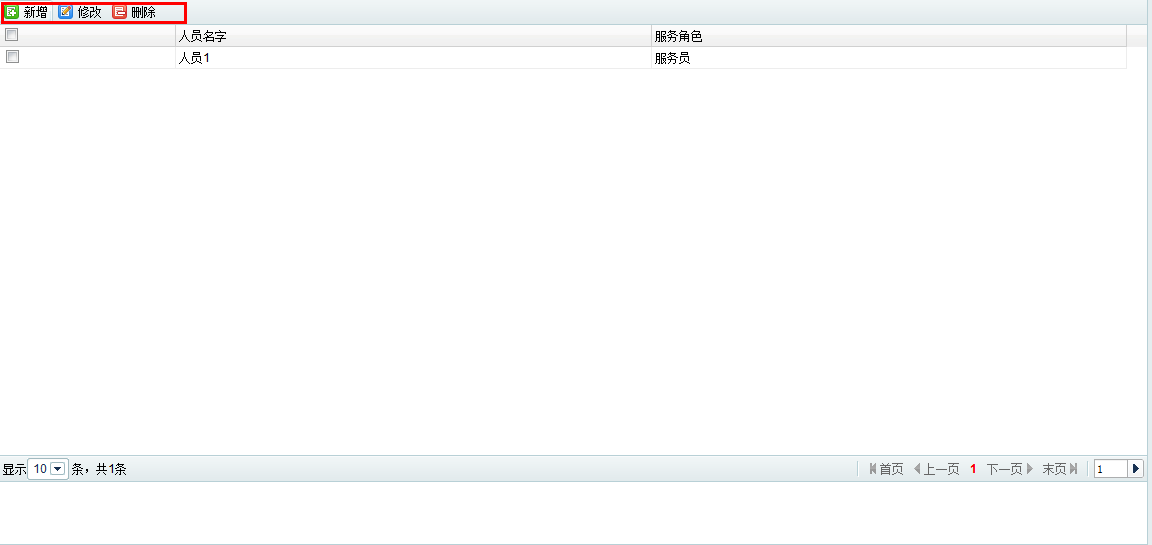 新增 修改 删除
人员名字 服务角色
人员1 服务员
显示 10 条，共1条 首页 上一页 1 下一页 末页 1